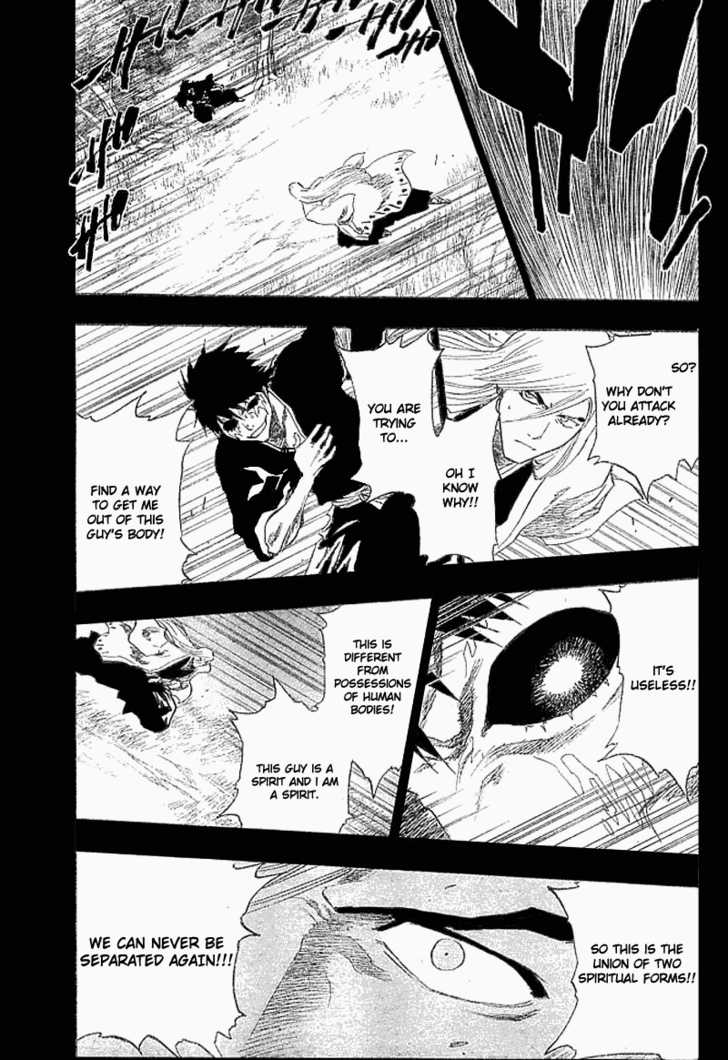 SO?
WHY DON'T
YOU ATTACK
ALREADY?
OH I
KNOW
WHY!!
YOU ARE
TRYING
TO...
FIND A WAY
TO GET ME
OUT OF THIS
GUY'S BODY!
IT'S
USELESS!!
THIS IS
DIFFERENT
FROM
POSSESSIONS
OF HUMAN
BODIES!
THIS GUY IS A
SPIRIT AND I AM
A SPIRIT.
SO THIS IS THE
UNION OF TWO
SPIRITUAL FORMS!!
WE CAN NEVER BE
SEPARATED AGAIN!!!